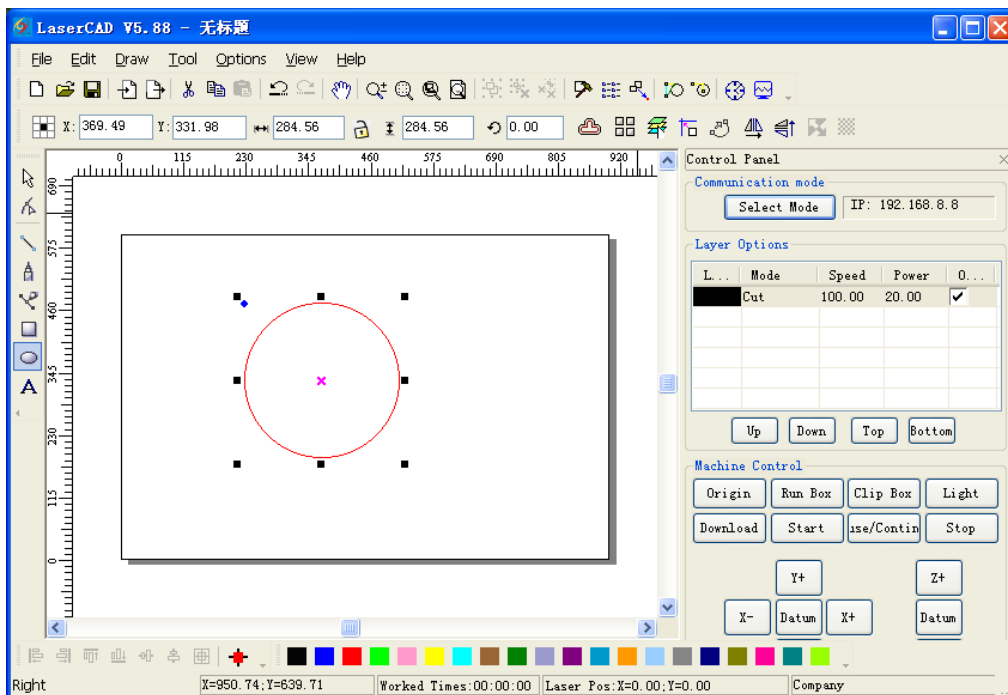 LaserCAD V5.88 - 无标题
File Edit Draw Tool Options View Help
X: 369.49 Y: 331.98 284.56 284.56 0.00
0 115 230 345 460 575 690 805 920
Control Panel
Communication mode
Select Mode IP: 192.168.8.8
Layer Options
L... Mode Speed Power O...
Cut 100.00 20.00
Up Down Top Bottom
Machine Control
Origin Run Box Clip Box Light
Download Start use/Contin Stop
Y+ Z+
X- Datum X+ Datum
690
575
460
345
230
115
0
A
Right X=950.74;Y=639.71 Worked Times:00:00:00 Laser Pos:X=0.00;Y=0.00 Company